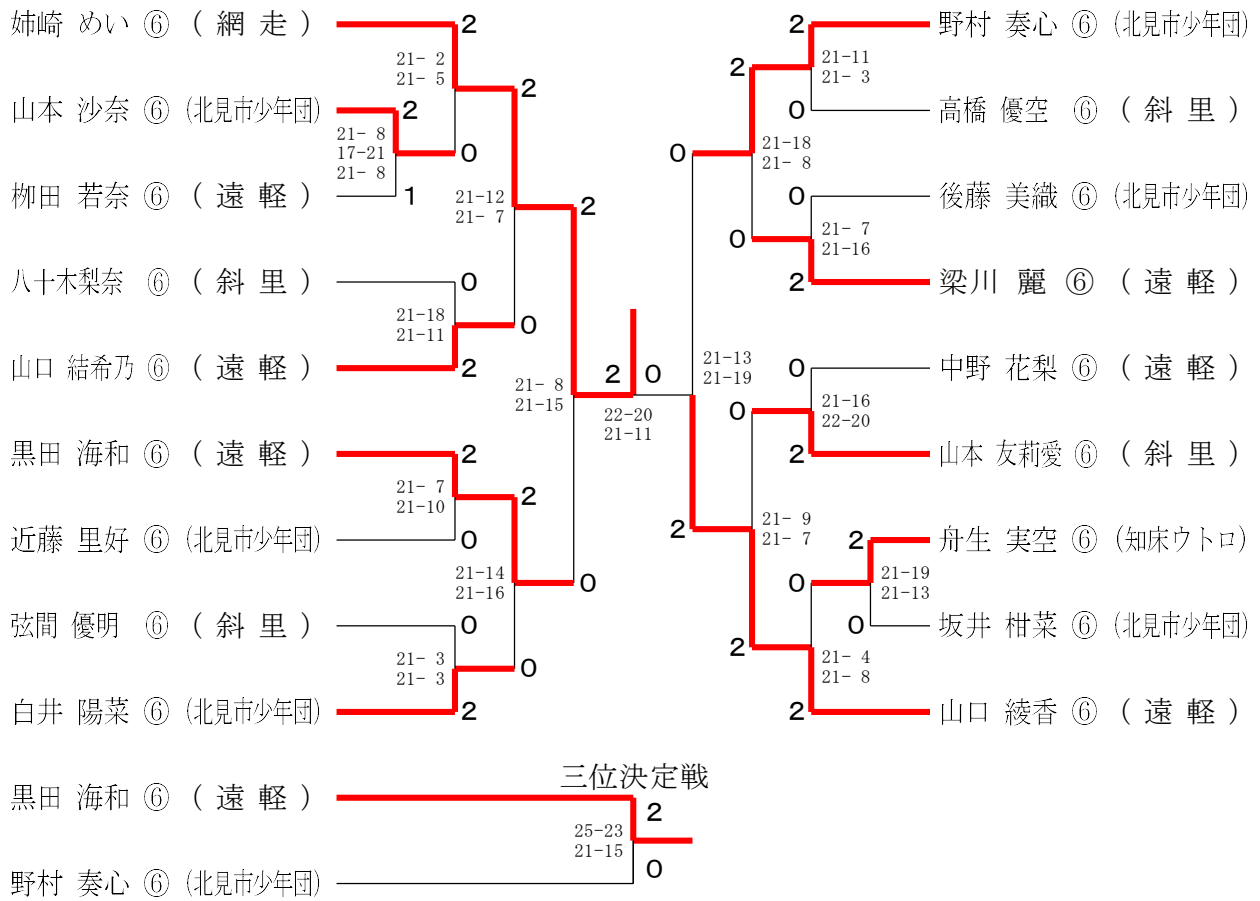 姉崎 めい ⑥ ( 網 走 ) 2 2 野村 奏心 ⑥ (北見市少年団)
21- 2 21-11
21- 5 2 2 21- 3
山本 沙奈 ⑥ (北見市少年団) 2 0 高橋 優空 ⑥ ( 斜 里 )
21- 8 21-18
17-21 0 0 21- 8
21- 8
栁田 若奈 ⑥ ( 遠 軽 ) 1 21-12 2 0 後藤 美織 ⑥ (北見市少年団)
21- 7 21- 7
0 21-16
八十木梨奈 ⑥ ( 斜 里 ) 0 2 梁川 麗 ⑥ ( 遠 軽 )
21-18 0
21-11
山口 結希乃 ⑥ ( 遠 軽 ) 2 21- 8 2 0 21-13 0 中野 花梨 ⑥ ( 遠 軽 )
21-15 21-19
22-20 0 21-16
21-11 22-20
黒田 海和 ⑥ ( 遠 軽 ) 2 2 山本 友莉愛 ⑥ ( 斜 里 )
21- 7 2
21-10
近藤 里好 ⑥ (北見市少年団) 0 2 21- 9 2 舟生 実空 ⑥ (知床ウトロ)
21- 7
21-14 0 0 21-19
21-16 21-13
弦間 優明 ⑥ ( 斜 里 ) 0 0 坂井 柑菜 ⑥ (北見市少年団)
21- 3 0 2 21- 4
21- 3 21- 8
白井 陽菜 ⑥ (北見市少年団) 2 2 山口 綾香 ⑥ ( 遠 軽 )
三位決定戦
黒田 海和 ⑥ ( 遠 軽 ) 2
25-23
21-15
0
野村 奏心 ⑥ (北見市少年団)